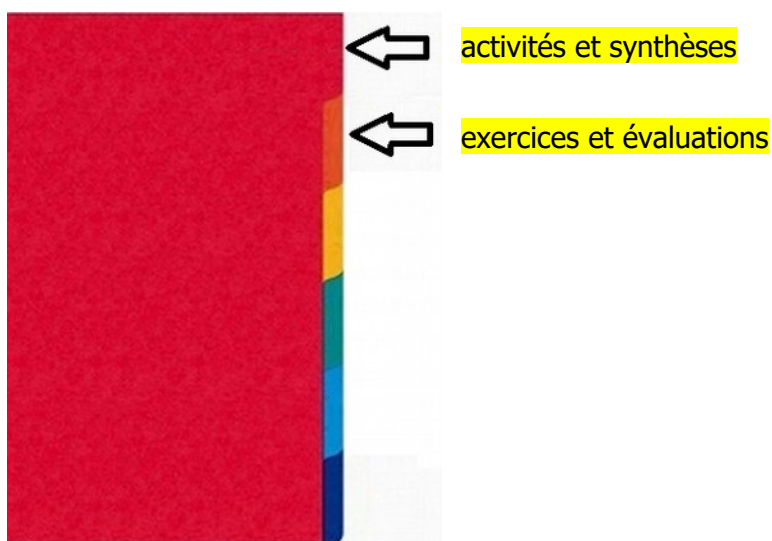 activités et synthèses
exercices et évaluations